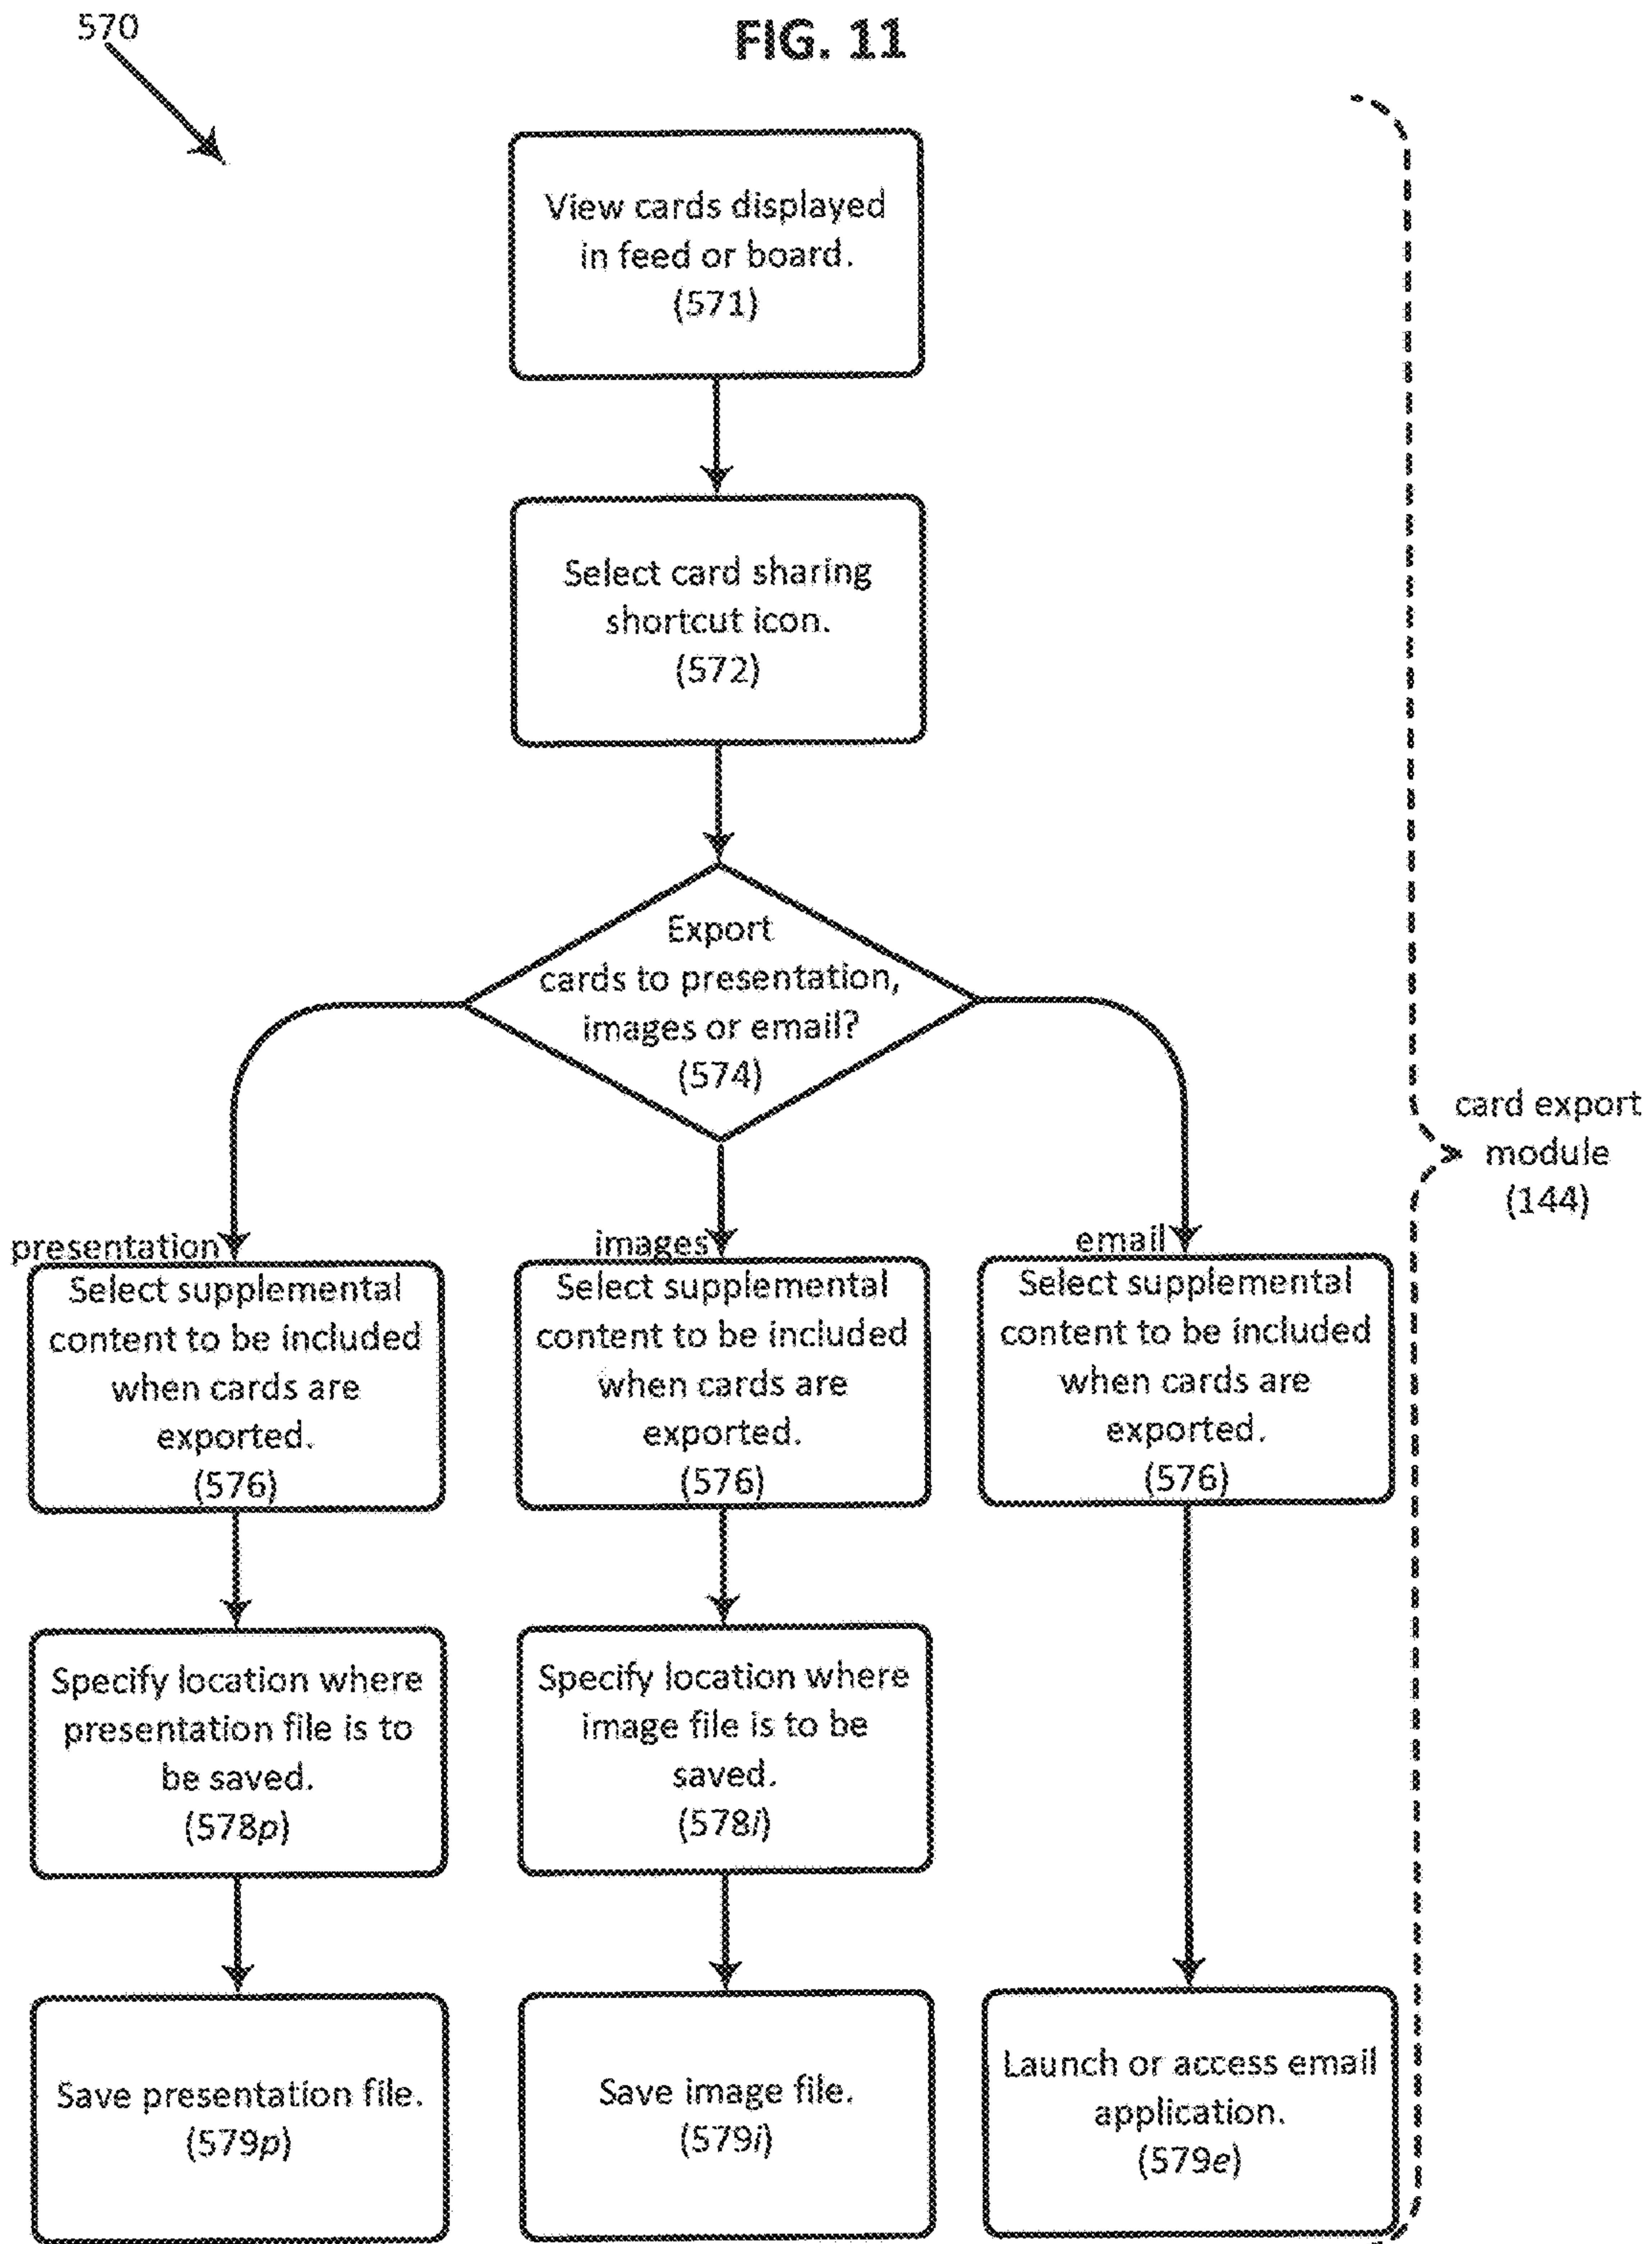 570
FIG. 11
View cards displayed
in feed or board.
(571)
Select card sharing
shortcut icon.
(572)
Export
cards to presentation,
images or email?
(574)
card export
module
(144)
presentation
Select supplemental
content to be included
when cards are
exported.
(576)
images
Select supplemental
content to be included
when cards are
exported.
(576)
email
Select supplemental
content to be included
when cards are
exported.
(576)
Specify location where
presentation file is to
be saved.
(578p)
Specify location where
image file is to be
saved.
(578i)
Save presentation file.
(579p)
Save image file.
(579i)
Launch or access email
application.
(579e)